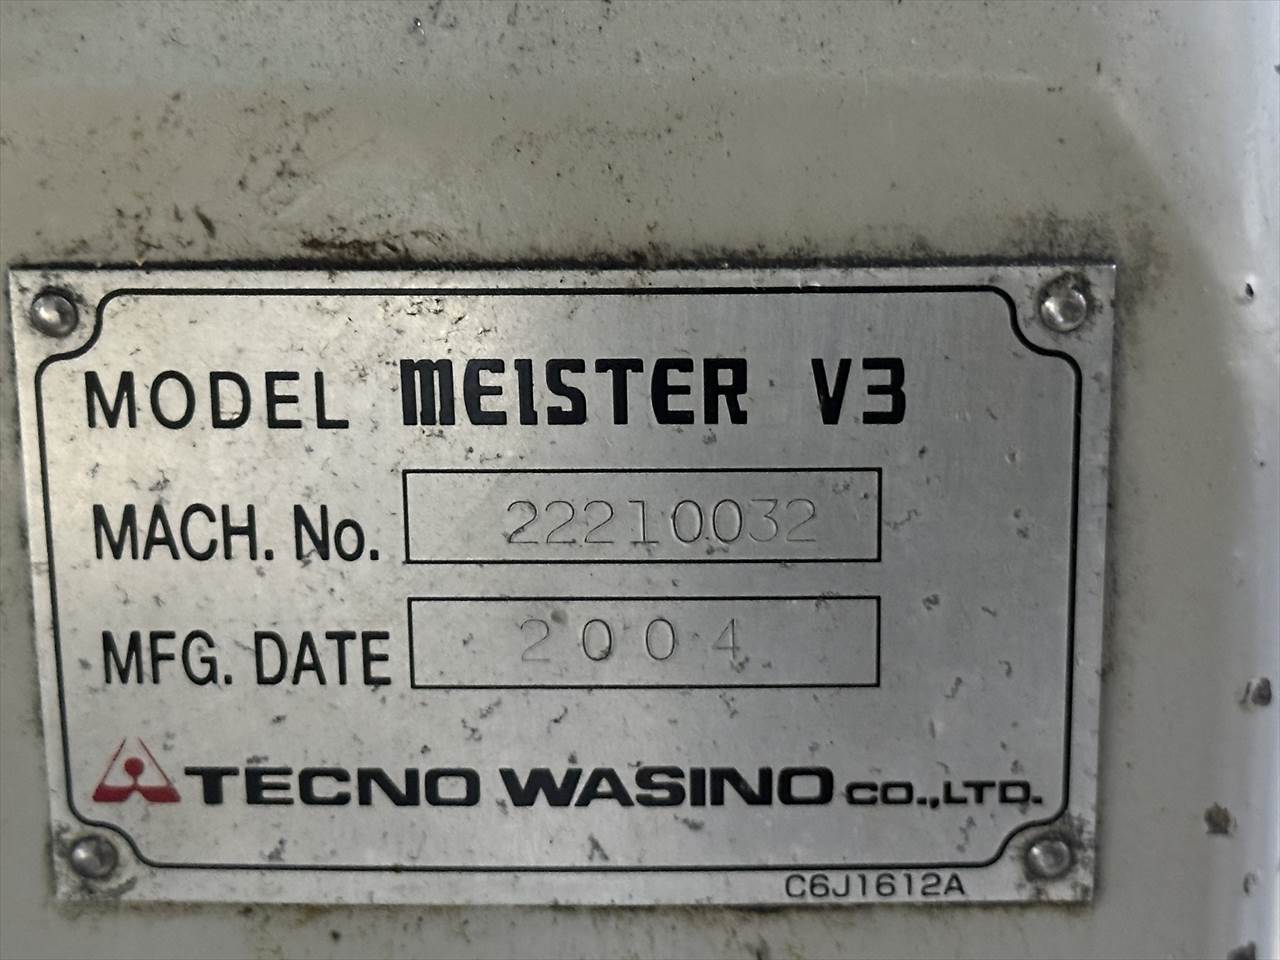 MODEL MEISTER V3
MACH. No. 22210032
MFG. DATE 2004
TECNO WASINO CO.,LTD.
C6J1612A